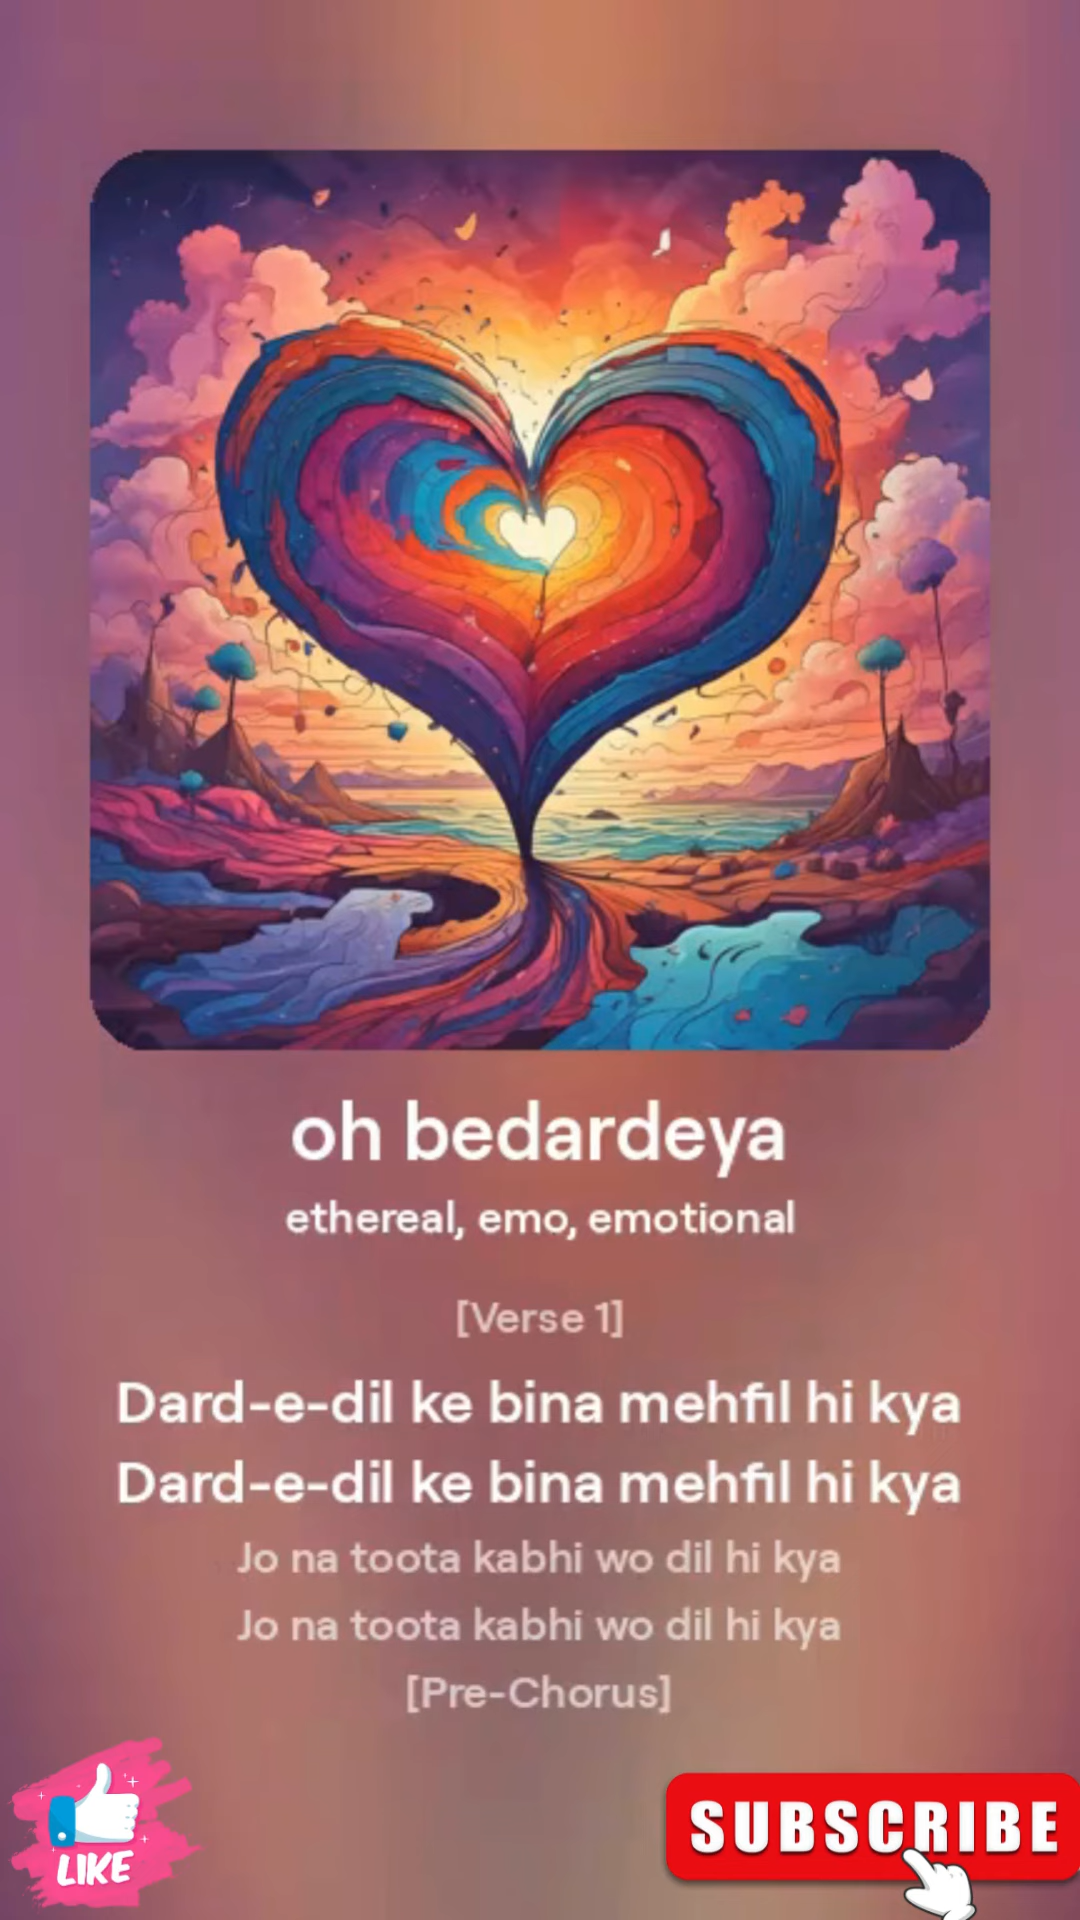 oh bedardeya
ethereal, emo, emotional
[Verse 1]
Dard-e-dil ke bina mehfil hi kya
Dard-e-dil ke bina mehfil hi kya
Jo na toota kabhi wo dil hi kya
Jo na toota kabhi wo dil hi kya
[Pre-Chorus]
LIKE
SUBSCRIBE